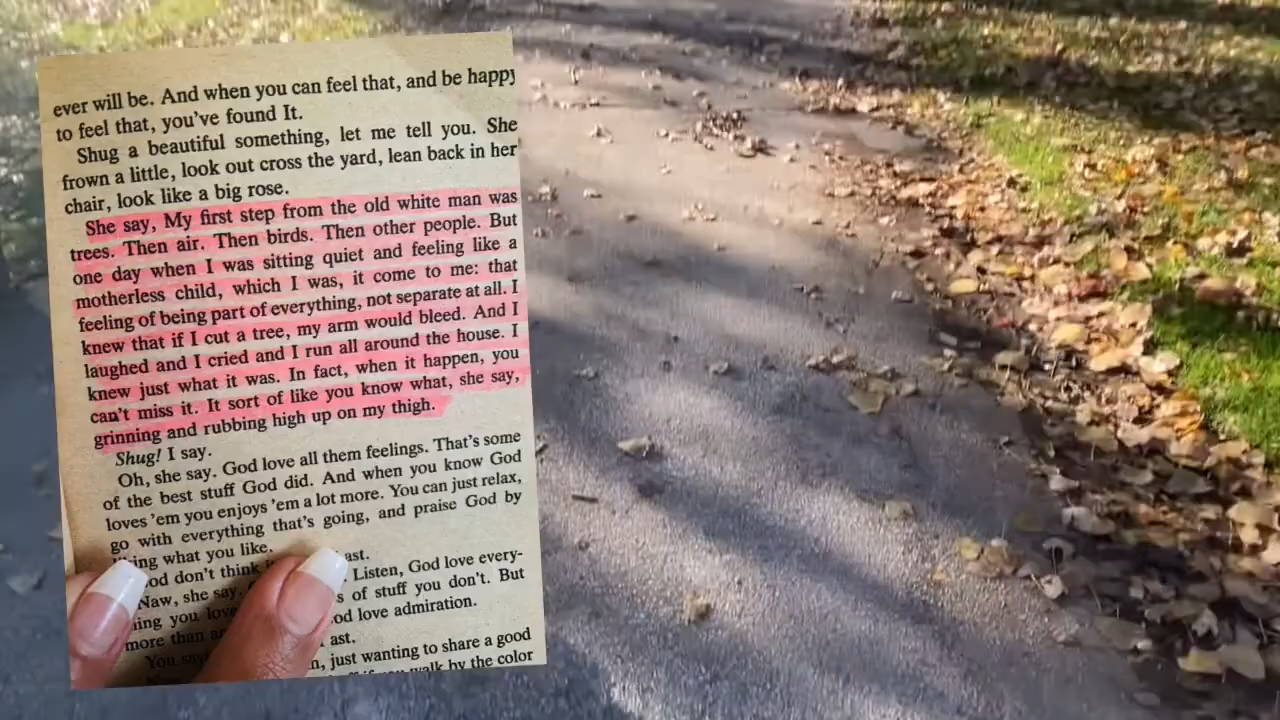 ever will be. And when you can feel that, and be happy
to feel that, you've found It.
Shug a beautiful something, let me tell you. She
frown a little, look out cross the yard, lean back in her
chair, look like a big rose.
She say, My first step from the old white man was
trees. Then air. Then birds. Then other people. But
one day when I was sitting quiet and feeling like a
motherless child, which I was, it come to me: that
feeling of being part of everything, not separate at all. I
knew that if I cut a tree, my arm would bleed. And I
laughed and I cried and I run all around the house. I
knew just what it was. In fact, when it happen, you
can't miss it. It sort of like you know what, she say,
grinning and rubbing high up on my thigh.
Shug! I say.
Oh, she say. God love all them feelings. That's some
of the best stuff God did. And when you know God
loves 'em you enjoys 'em a lot more. You can just relax,
go with everything that's going, and praise God by
what you like.
don't think ast.
Naw, she say. Listen, God love every-
ing you love s of stuff you don't. But
more than love admiration.
ast.
You just wanting to share a good
walk by the color